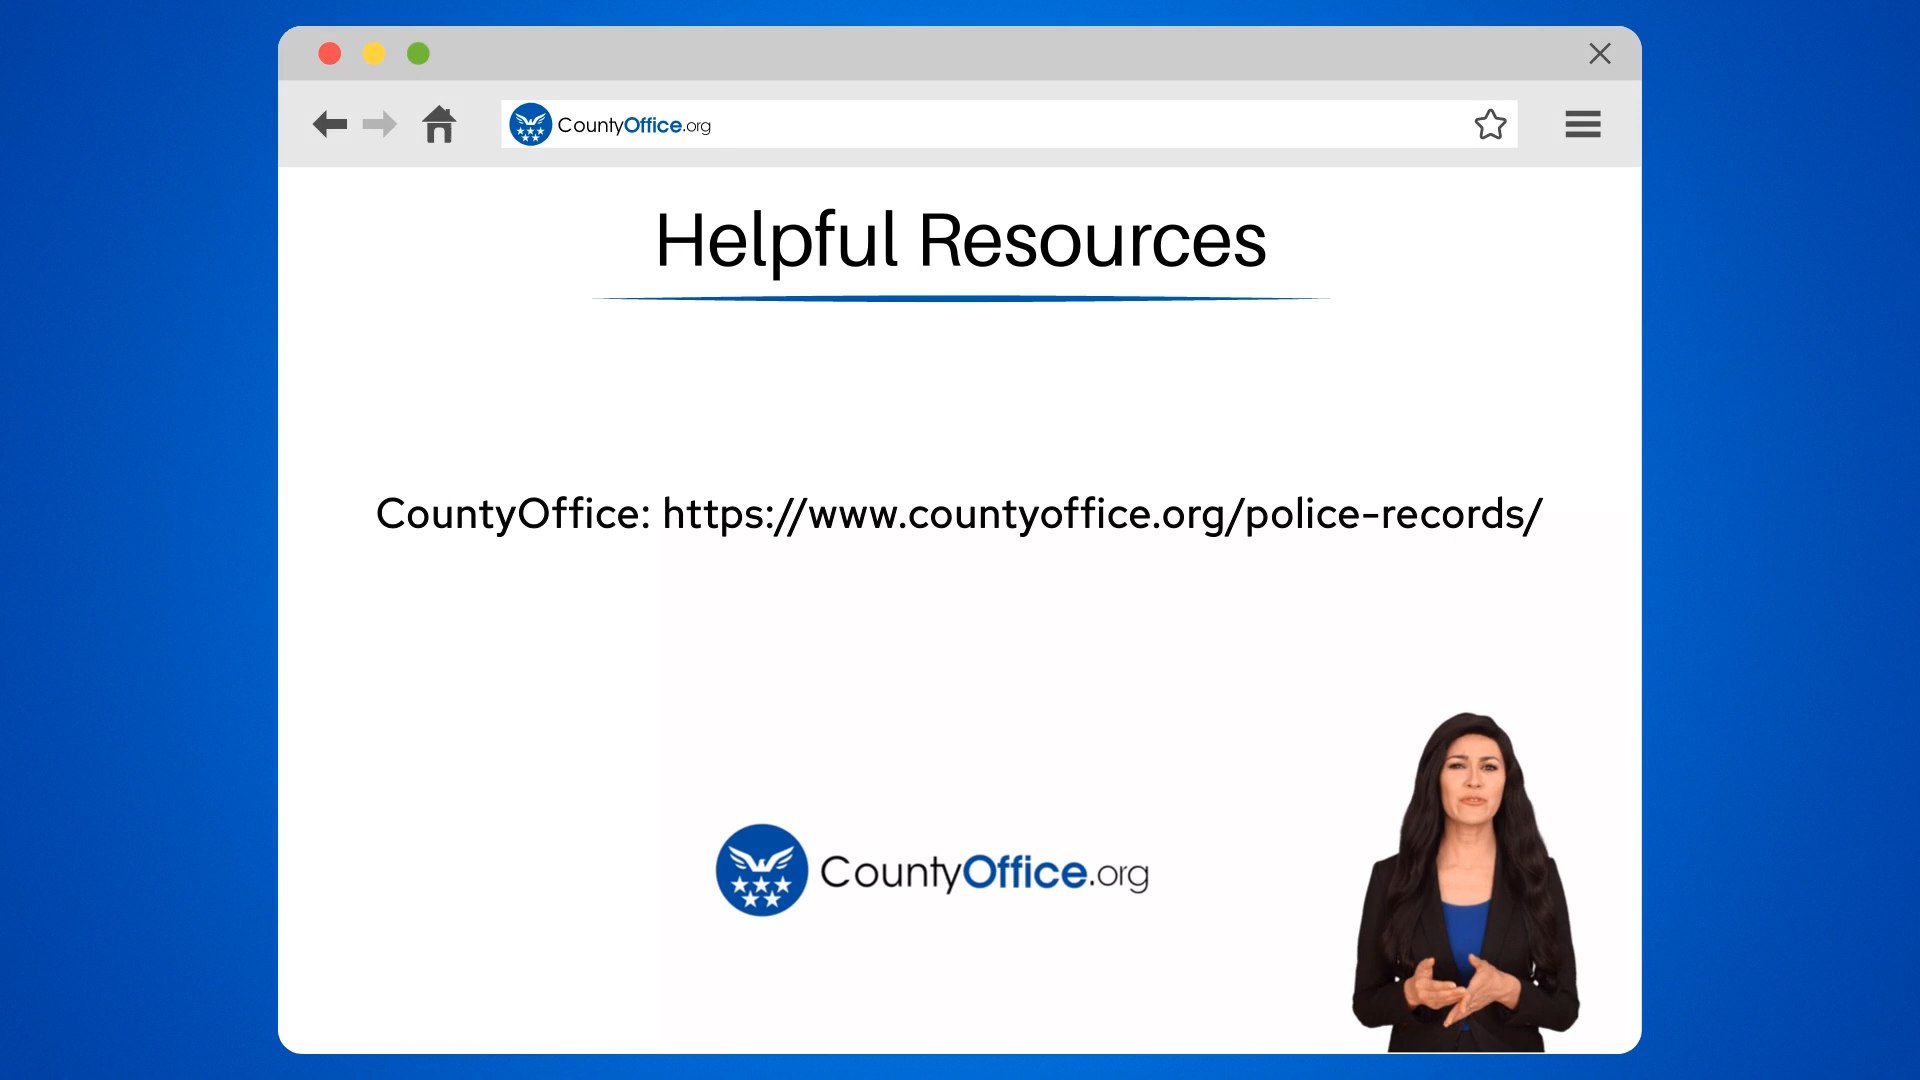 CountyOffice.org
Helpful Resources
CountyOffice: https://www.countyoffice.org/police-records/
CountyOffice.org